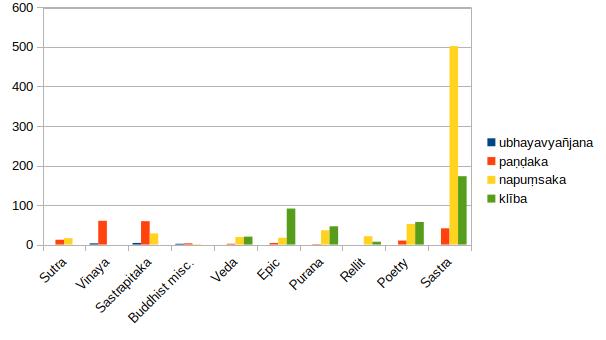 600
500
400
300
200
100
0
Sutra
Vinaya
Sastrapitaka
Buddhist misc.
Veda
Epic
Purana
Rellit
Poetry
Sastra
ubhayavyañjana
paṇḍaka
napuṃsaka
klība